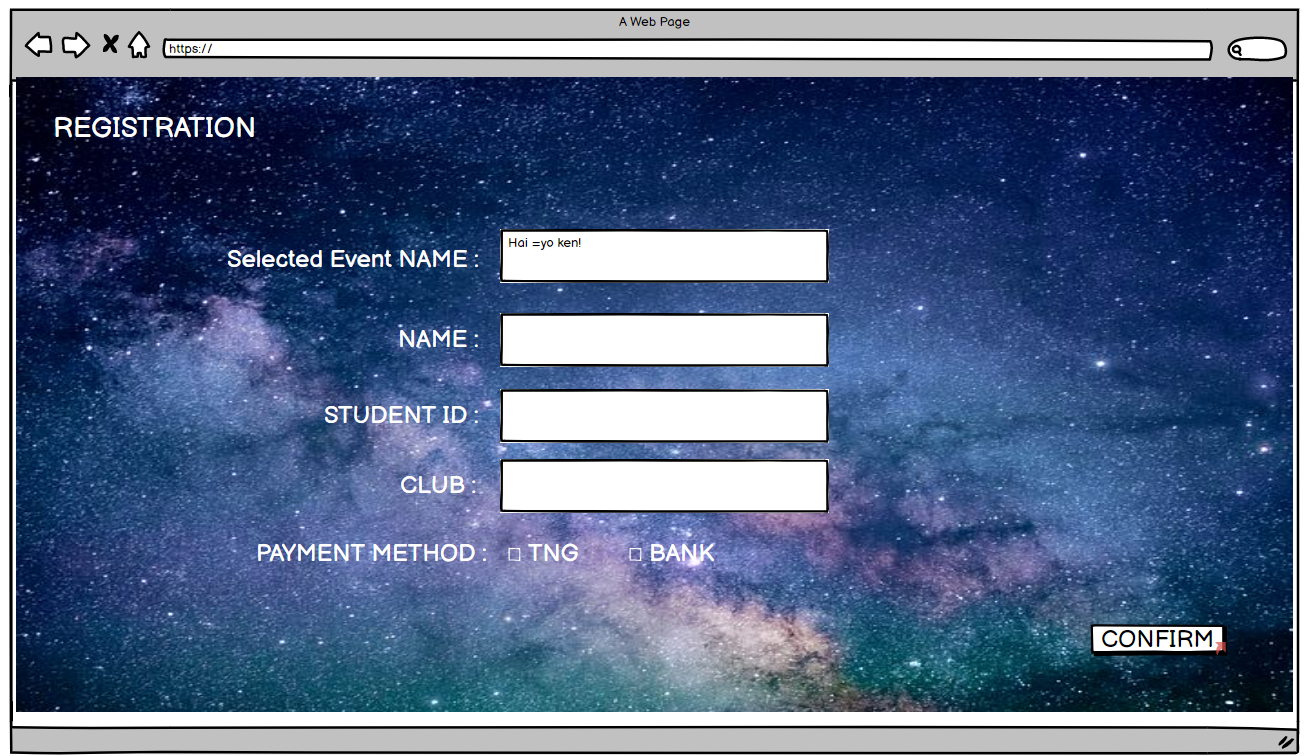 A Web Page
https://
REGISTRATION
Selected Event NAME :
Hai =yo ken!
NAME :
STUDENT ID :
CLUB :
PAYMENT METHOD : □ TNG □ BANK
CONFIRM